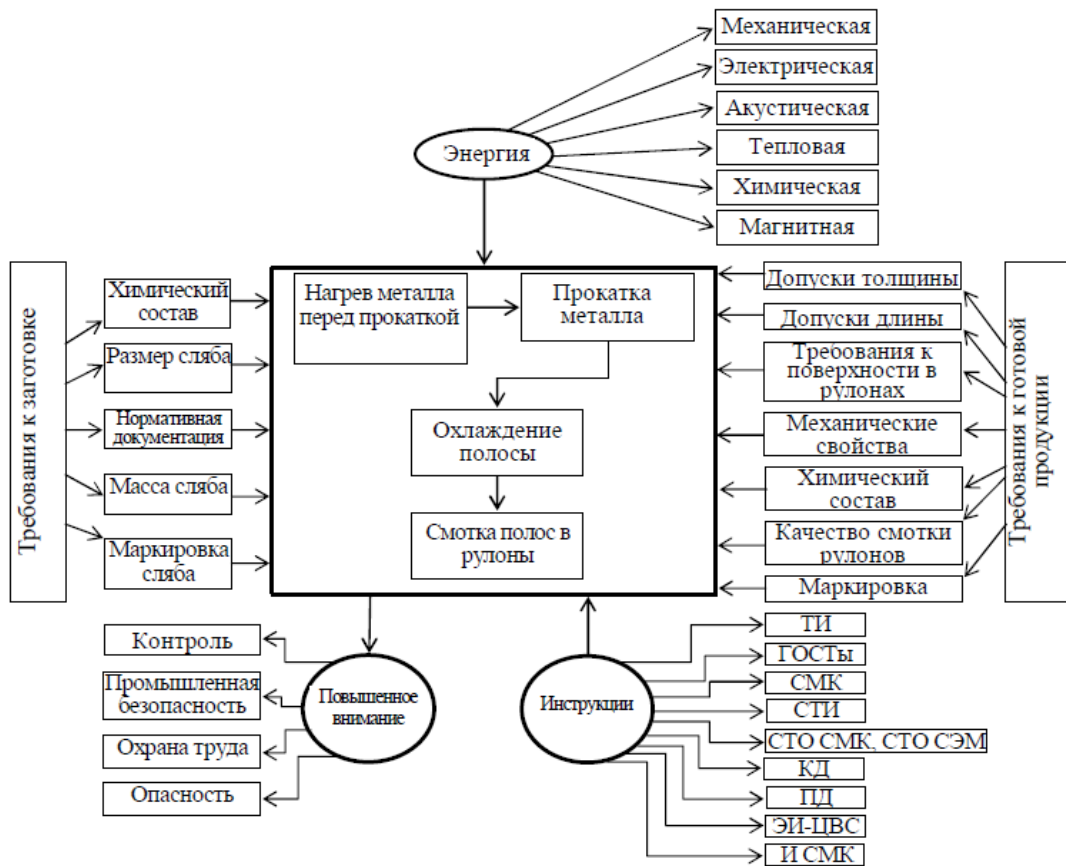 Механическая
Электрическая
Акустическая
Тепловая
Химическая
Магнитная
Энергия
Требования к заготовке
Химический
состав
Размер сляба
Нормативная
документация
Масса сляба
Маркировка
сляба
Нагрев металла
перед прокаткой
Прокатка
металла
Охлаждение
полосы
Смотка полос в
рулоны
Допуски толщины
Допуски длины
Требования к
поверхности в
рулонах
Механические
свойства
Химический
состав
Качество смотки
рулонов
Маркировка
Требования к готовой
продукции
Контроль
Промышленная
безопасность
Охрана труда
Опасность
Повышенное
внимание
Инструкции
ТИ
ГОСТы
СМК
СТИ
СТО СМК, СТО СЭМ
КД
ПД
ЭИ-ЦВС
И СМК